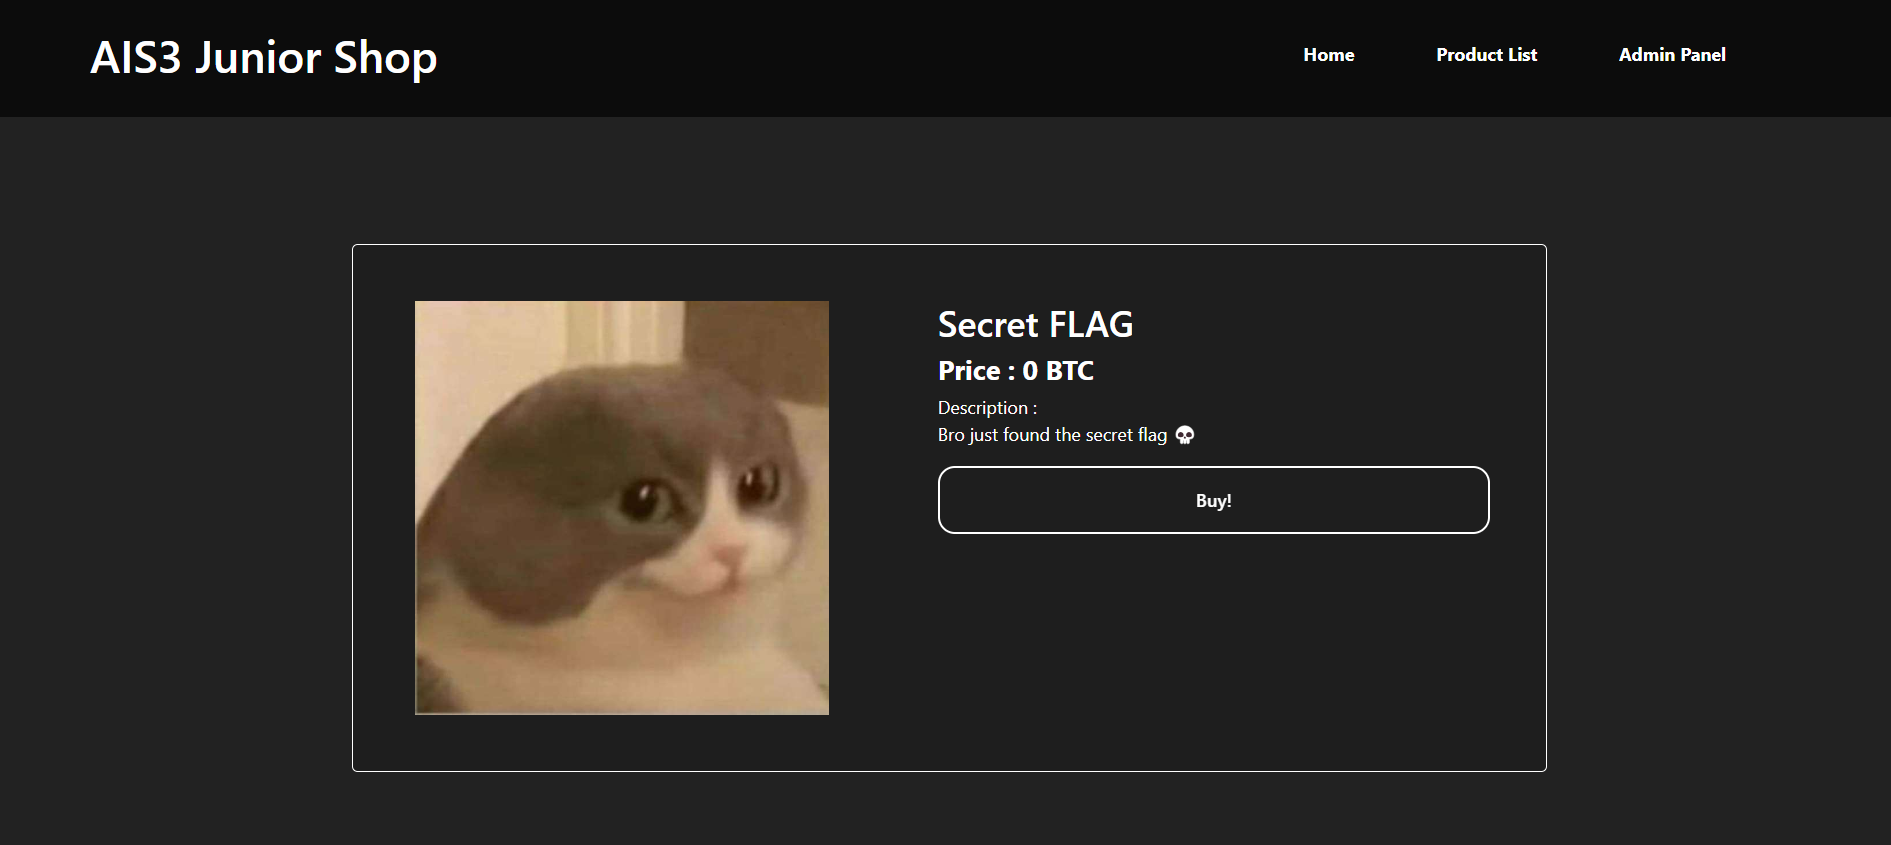 AIS3 Junior Shop
Home
Product List
Admin Panel
Secret FLAG
Price : 0 BTC
Description :
Bro just found the secret flag 💀
Buy!